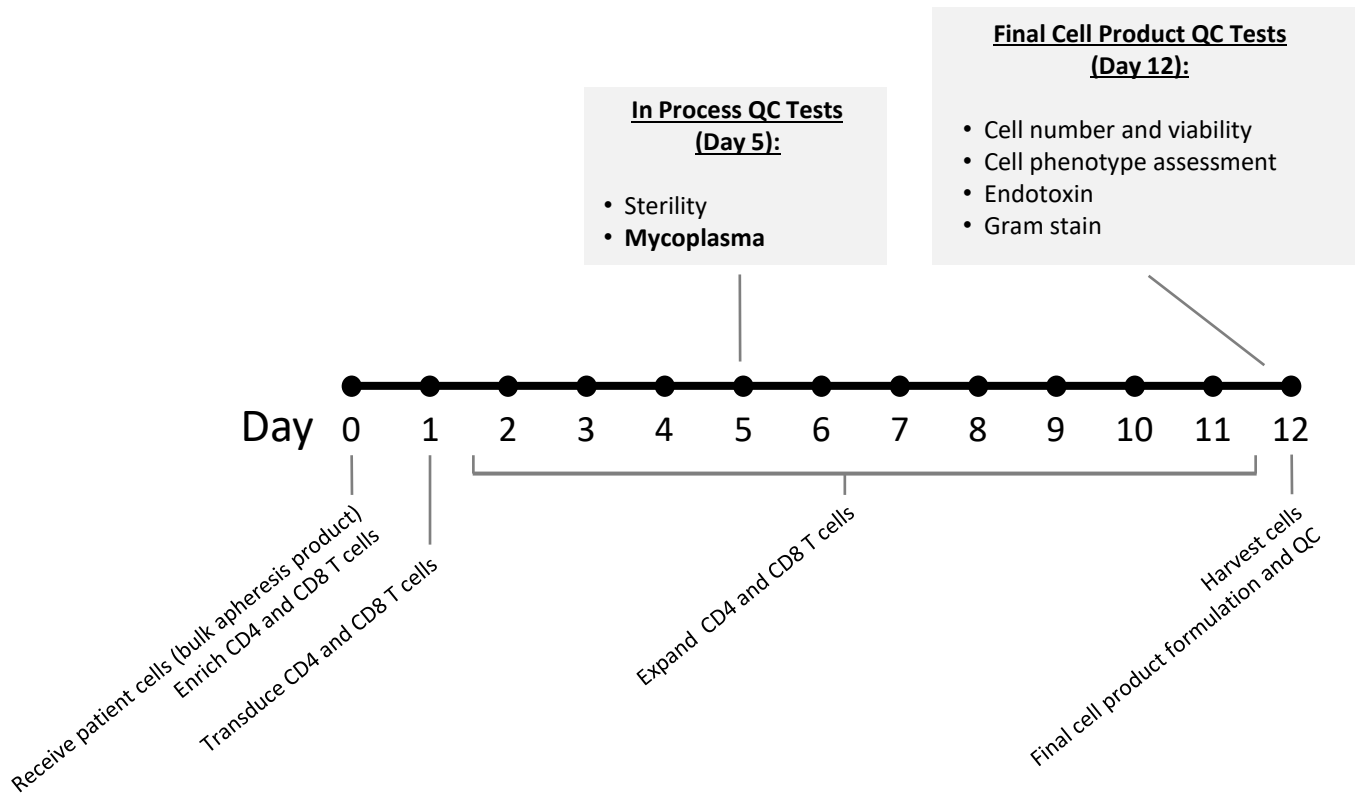 In Process QC Tests
(Day 5):
• Sterility
• Mycoplasma
Final Cell Product QC Tests
(Day 12):
• Cell number and viability
• Cell phenotype assessment
• Endotoxin
• Gram stain
Day 0 1 2 3 4 5 6 7 8 9 10 11 12
Receive patient cells (bulk apheresis product)
Enrich CD4 and CD8 T cells
Transduce CD4 and CD8 T cells
Expand CD4 and CD8 T cells
Harvest cells
Final cell product formulation and QC